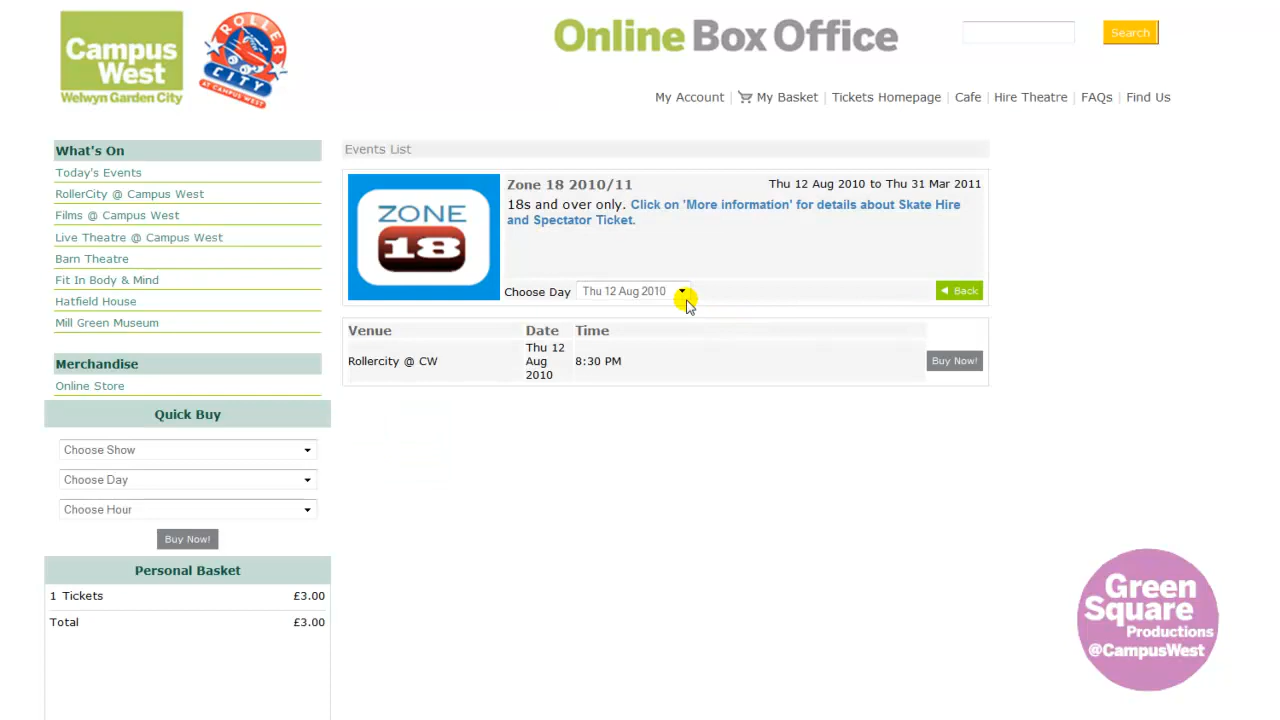 Campus
West
Welwyn Garden City
ROLLER
CITY
AT CAMPUS WEST
Online Box Office
Search
My Account | My Basket | Tickets Homepage | Cafe | Hire Theatre | FAQs | Find Us
What's On
Today's Events
RollerCity @ Campus West
Films @ Campus West
Live Theatre @ Campus West
Barn Theatre
Fit In Body & Mind
Hatfield House
Mill Green Museum
Merchandise
Online Store
Quick Buy
Choose Show
Choose Day
Choose Hour
Buy Now!
Personal Basket
1 Tickets £3.00
Total £3.00
Events List
ZONE
18
Zone 18 2010/11 Thu 12 Aug 2010 to Thu 31 Mar 2011
18s and over only. Click on 'More information' for details about Skate Hire
and Spectator Ticket.
Choose Day Thu 12 Aug 2010 Back
Venue Date Time
Rollercity @ CW Thu 12
Aug
2010 8:30 PM Buy Now!
Green
Square
Productions
@CampusWest